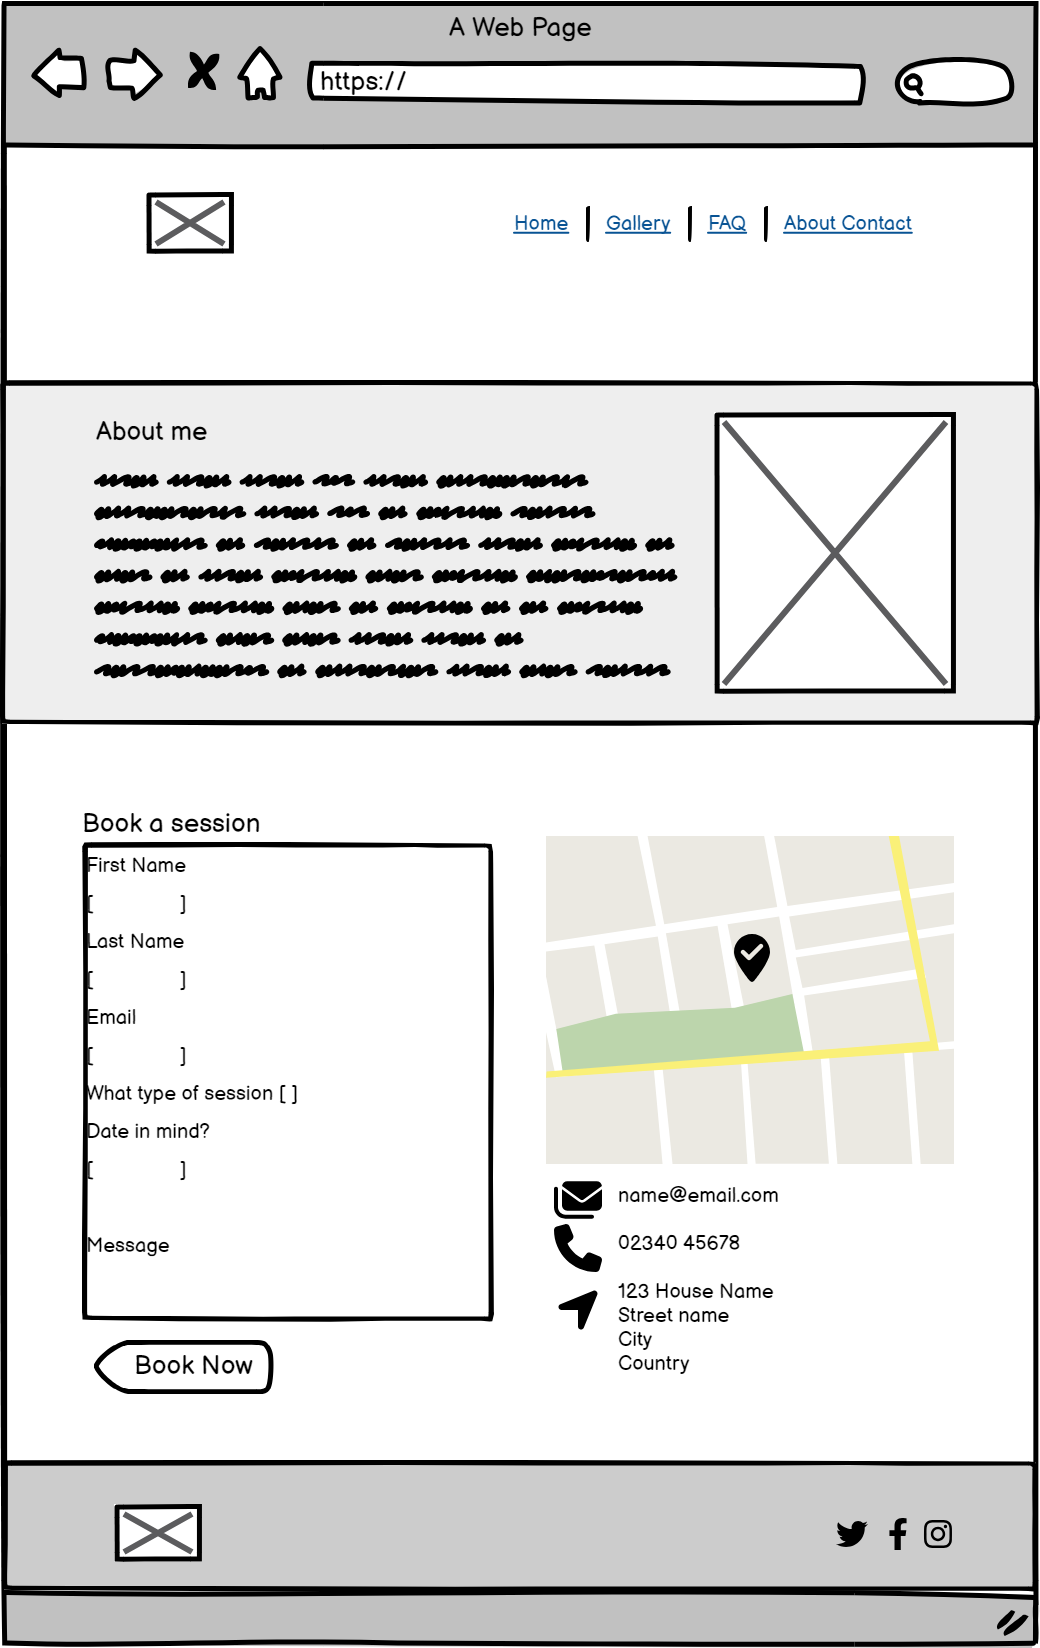 A Web Page
https://
Home
Gallery
FAQ
About Contact
About me
Book a session
First Name
[ ]
Last Name
[ ]
Email
[ ]
What type of session [ ]
Date in mind?
[ ]
Message
Book Now
name@email.com
02340 45678
123 House Name
Street name
City
Country